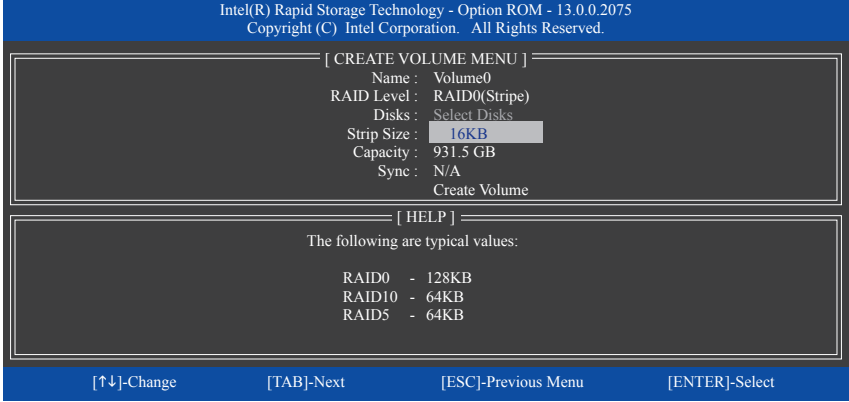 Intel(R) Rapid Storage Technology - Option ROM - 13.0.0.2075
Copyright (C) Intel Corporation. All Rights Reserved.
[ CREATE VOLUME MENU ]
Name : Volume0
RAID Level : RAID0(Stripe)
Disks : Select Disks
Strip Size : 16KB
Capacity : 931.5 GB
Sync : N/A
Create Volume
[ HELP ]
The following are typical values:
RAID0 - 128KB
RAID10 - 64KB
RAID5 - 64KB
[↑↓]-Change [TAB]-Next [ESC]-Previous Menu [ENTER]-Select